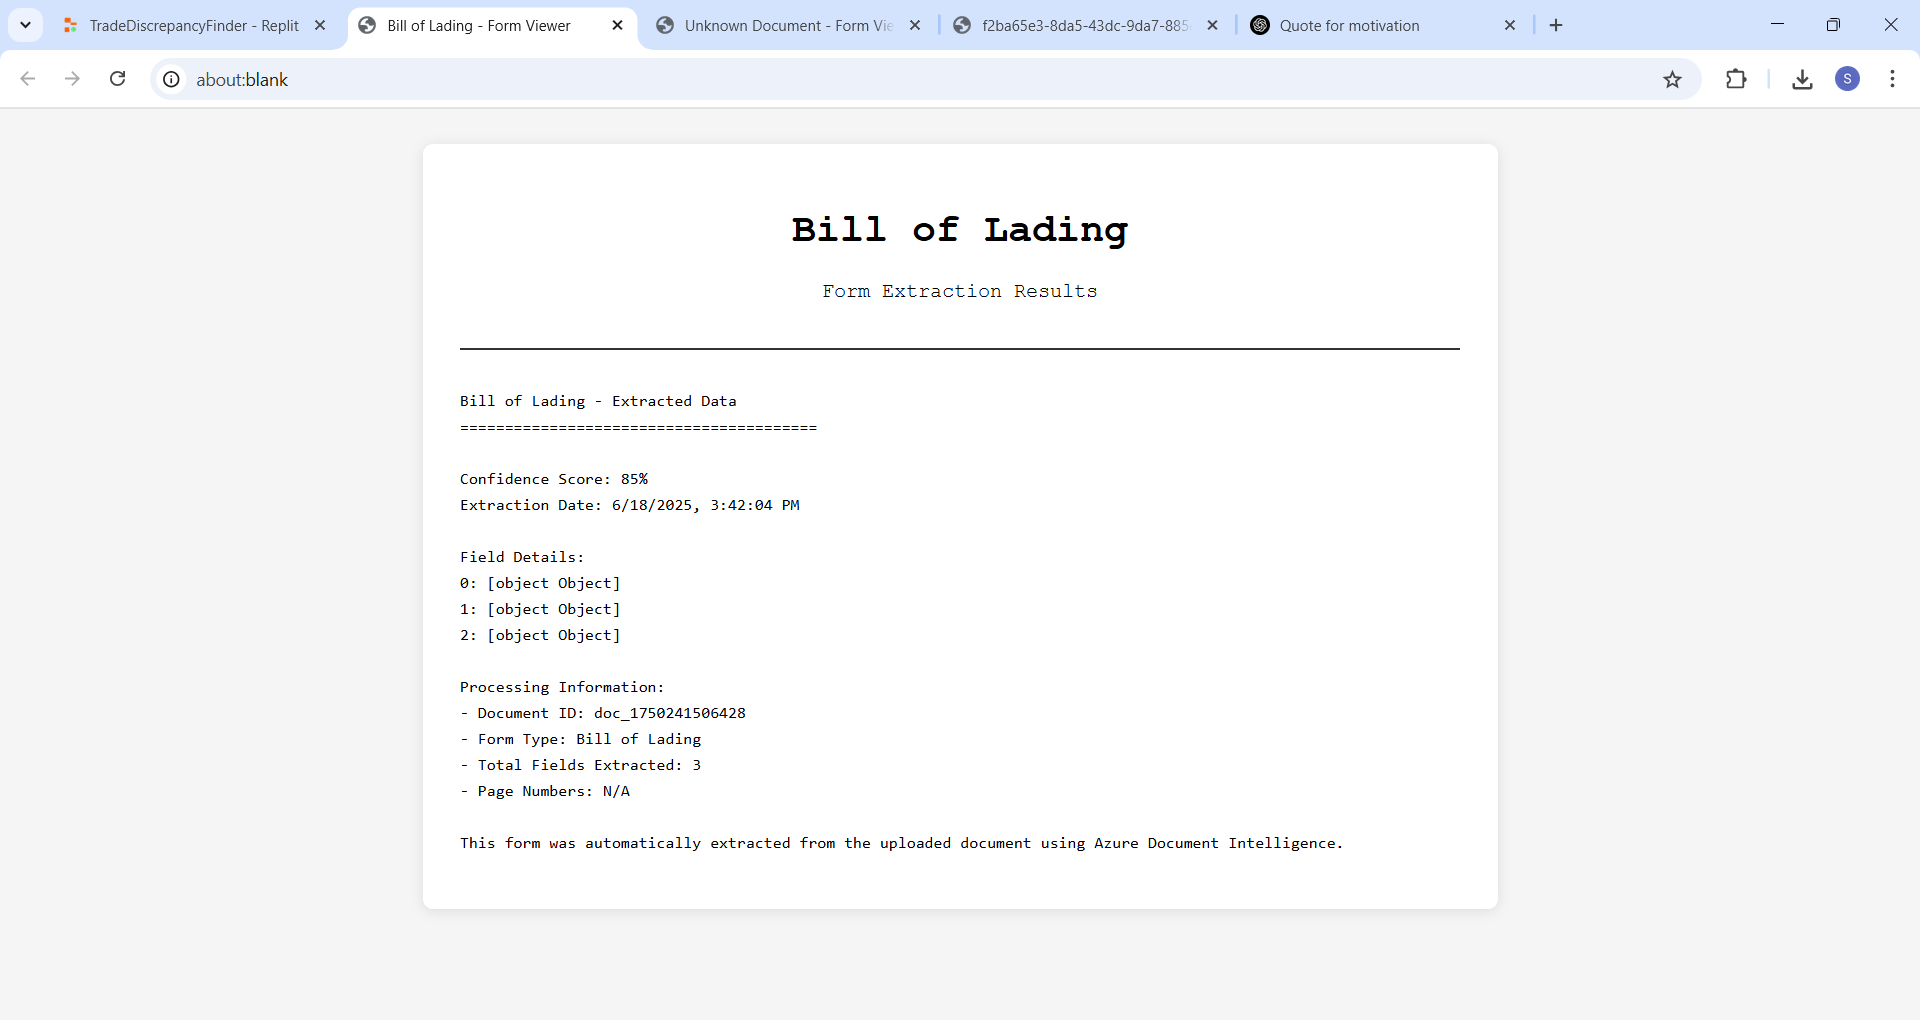 TradeDiscrepancyFinder - Replit
Bill of Lading - Form Viewer
Unknown Document - Form Vie
f2ba65e3-8da5-43dc-9da7-885
Quote for motivation
about:blank
S
Bill of Lading
Form Extraction Results
Bill of Lading - Extracted Data
========================================
Confidence Score: 85%
Extraction Date: 6/18/2025, 3:42:04 PM
Field Details:
0: [object Object]
1: [object Object]
2: [object Object]
Processing Information:
- Document ID: doc_1750241506428
- Form Type: Bill of Lading
- Total Fields Extracted: 3
- Page Numbers: N/A
This form was automatically extracted from the uploaded document using Azure Document Intelligence.